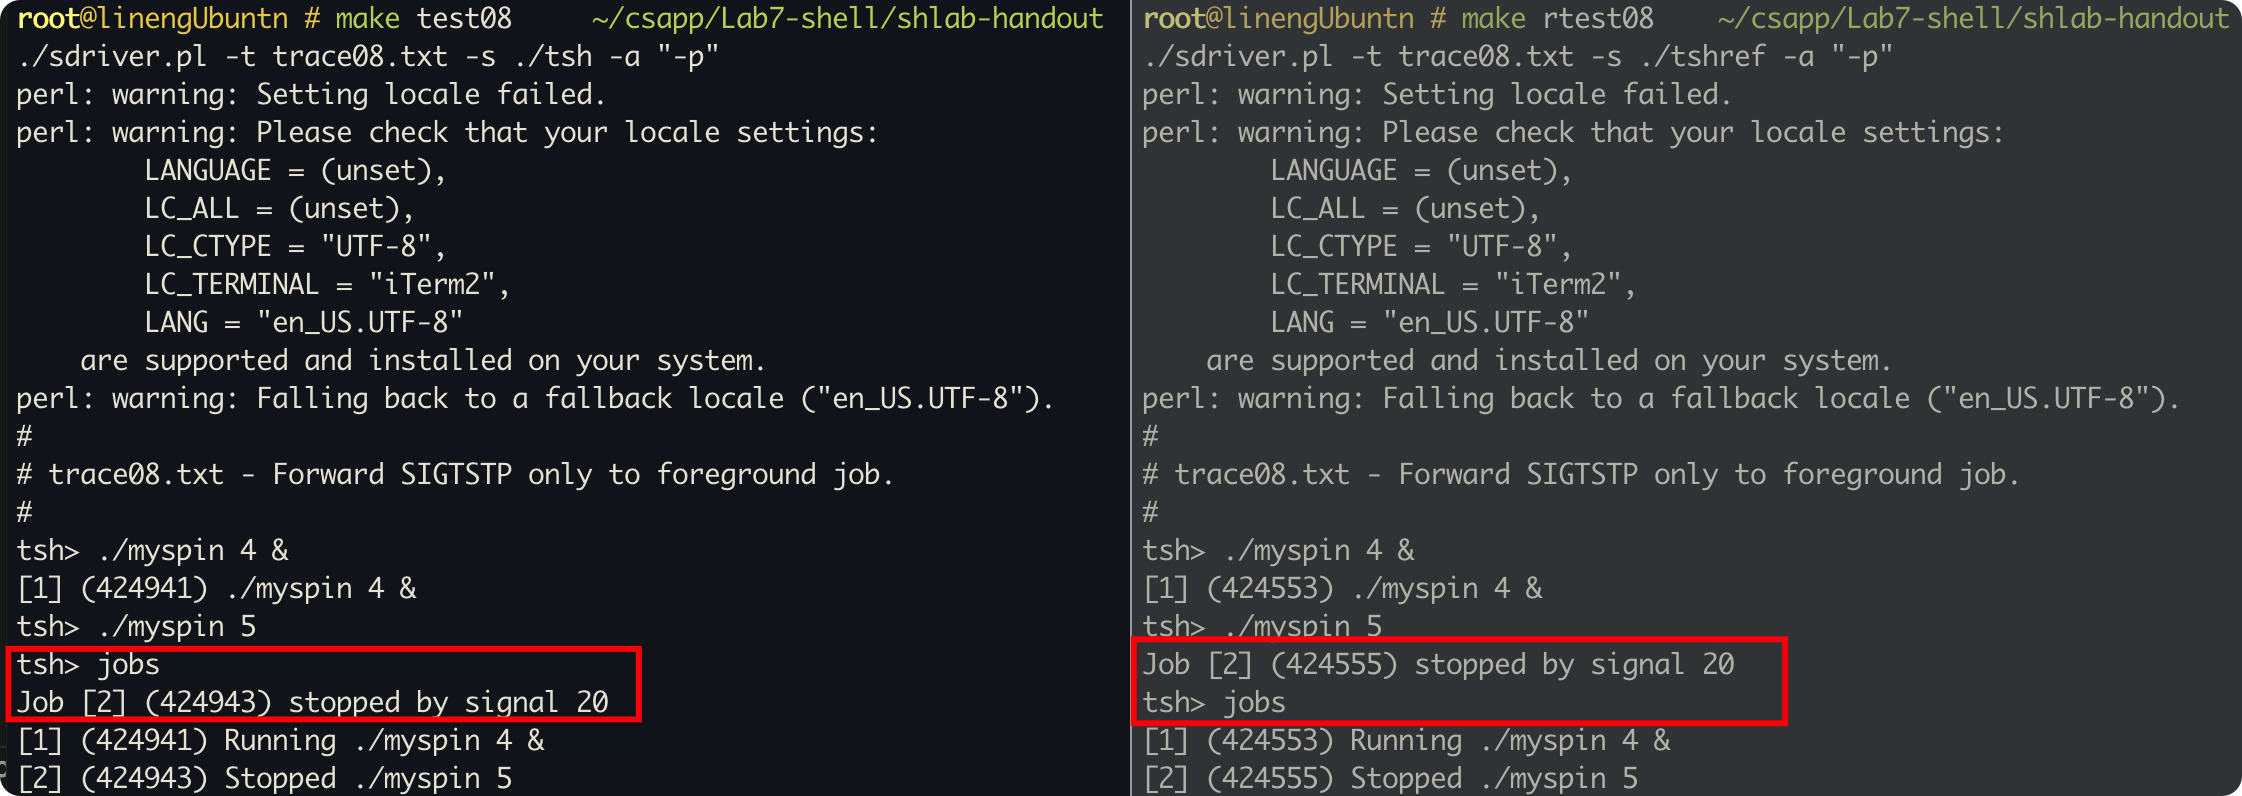 root@linengUbuntn # make test08     ~/csapp/Lab7-shell/shlab-handout
./sdriver.pl -t trace08.txt -s ./tsh -a "-p"
perl: warning: Setting locale failed.
perl: warning: Please check that your locale settings:
        LANGUAGE = (unset),
        LC_ALL = (unset),
        LC_CTYPE = "UTF-8",
        LC_TERMINAL = "iTerm2",
        LANG = "en_US.UTF-8"
    are supported and installed on your system.
perl: warning: Falling back to a fallback locale ("en_US.UTF-8").
#
# trace08.txt - Forward SIGTSTP only to foreground job.
#
tsh> ./myspin 4 &
[1] (424941) ./myspin 4 &
tsh> ./myspin 5
tsh> jobs
Job [2] (424943) stopped by signal 20
[1] (424941) Running ./myspin 4 &
[2] (424943) Stopped ./myspin 5
root@linengUbuntn # make rtest08    ~/csapp/Lab7-shell/shlab-handout
./sdriver.pl -t trace08.txt -s ./tshref -a "-p"
perl: warning: Setting locale failed.
perl: warning: Please check that your locale settings:
        LANGUAGE = (unset),
        LC_ALL = (unset),
        LC_CTYPE = "UTF-8",
        LC_TERMINAL = "iTerm2",
        LANG = "en_US.UTF-8"
    are supported and installed on your system.
perl: warning: Falling back to a fallback locale ("en_US.UTF-8").
#
# trace08.txt - Forward SIGTSTP only to foreground job.
#
tsh> ./myspin 4 &
[1] (424553) ./myspin 4 &
tsh> ./myspin 5
Job [2] (424555) stopped by signal 20
tsh> jobs
[1] (424553) Running ./myspin 4 &
[2] (424555) Stopped ./myspin 5